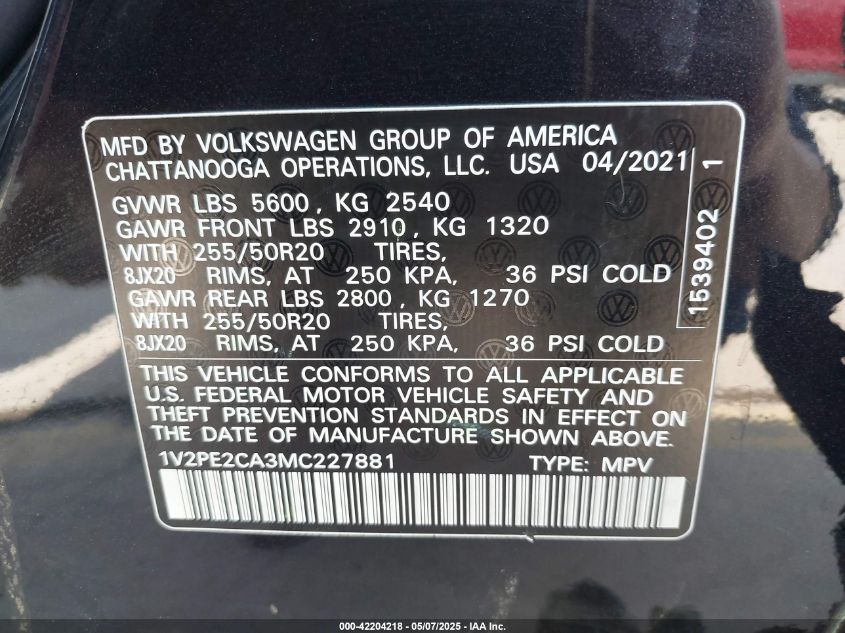 MFD BY VOLKSWAGEN GROUP OF AMERICA
CHATTANOOGA OPERATIONS, LLC. USA 04/2021
GVWR LBS 5600, KG 2540
GAWR FRONT LBS 2910, KG 1320
WITH 255/50R20 TIRES,
8JX20 RIMS, AT 250 KPA, 36 PSI COLD
GAWR REAR LBS 2800, KG 1270
WITH 255/50R20 TIRES,
8JX20 RIMS, AT 250 KPA, 36 PSI COLD
THIS VEHICLE CONFORMS TO ALL APPLICABLE
U.S. FEDERAL MOTOR VEHICLE SAFETY AND
THEFT PREVENTION STANDARDS IN EFFECT ON
THE DATE OF MANUFACTURE SHOWN ABOVE.
1V2PE2CA3MC227881 TYPE: MPV
1539402 1
000-42204218 - 05/07/2025 - IAA Inc.